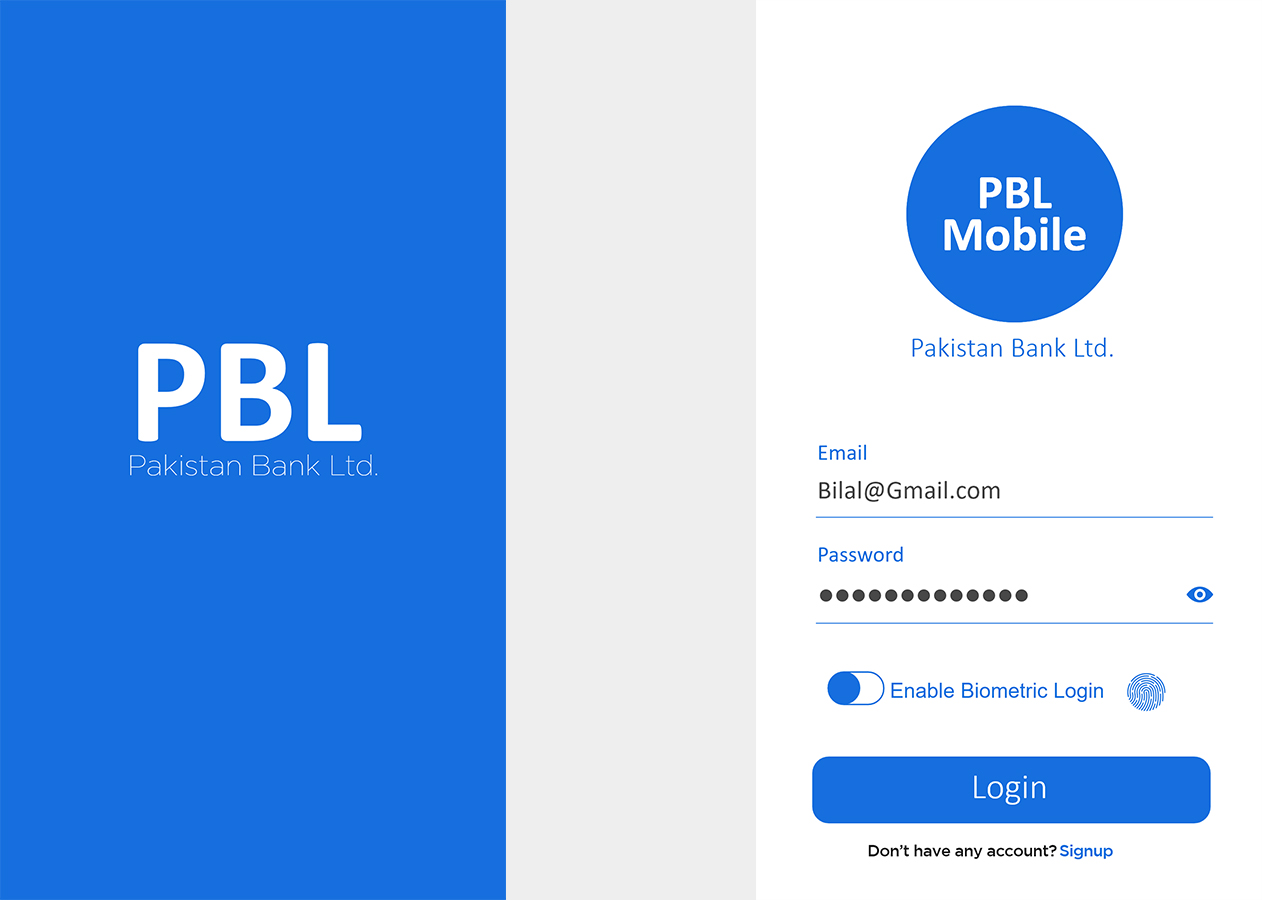 PBL
Pakistan Bank Ltd.
PBL
Mobile
Pakistan Bank Ltd.
Email
Bilal@Gmail.com
Password
●●●●●●●●●●●●●
Enable Biometric Login
Login
Don't have any account? Signup